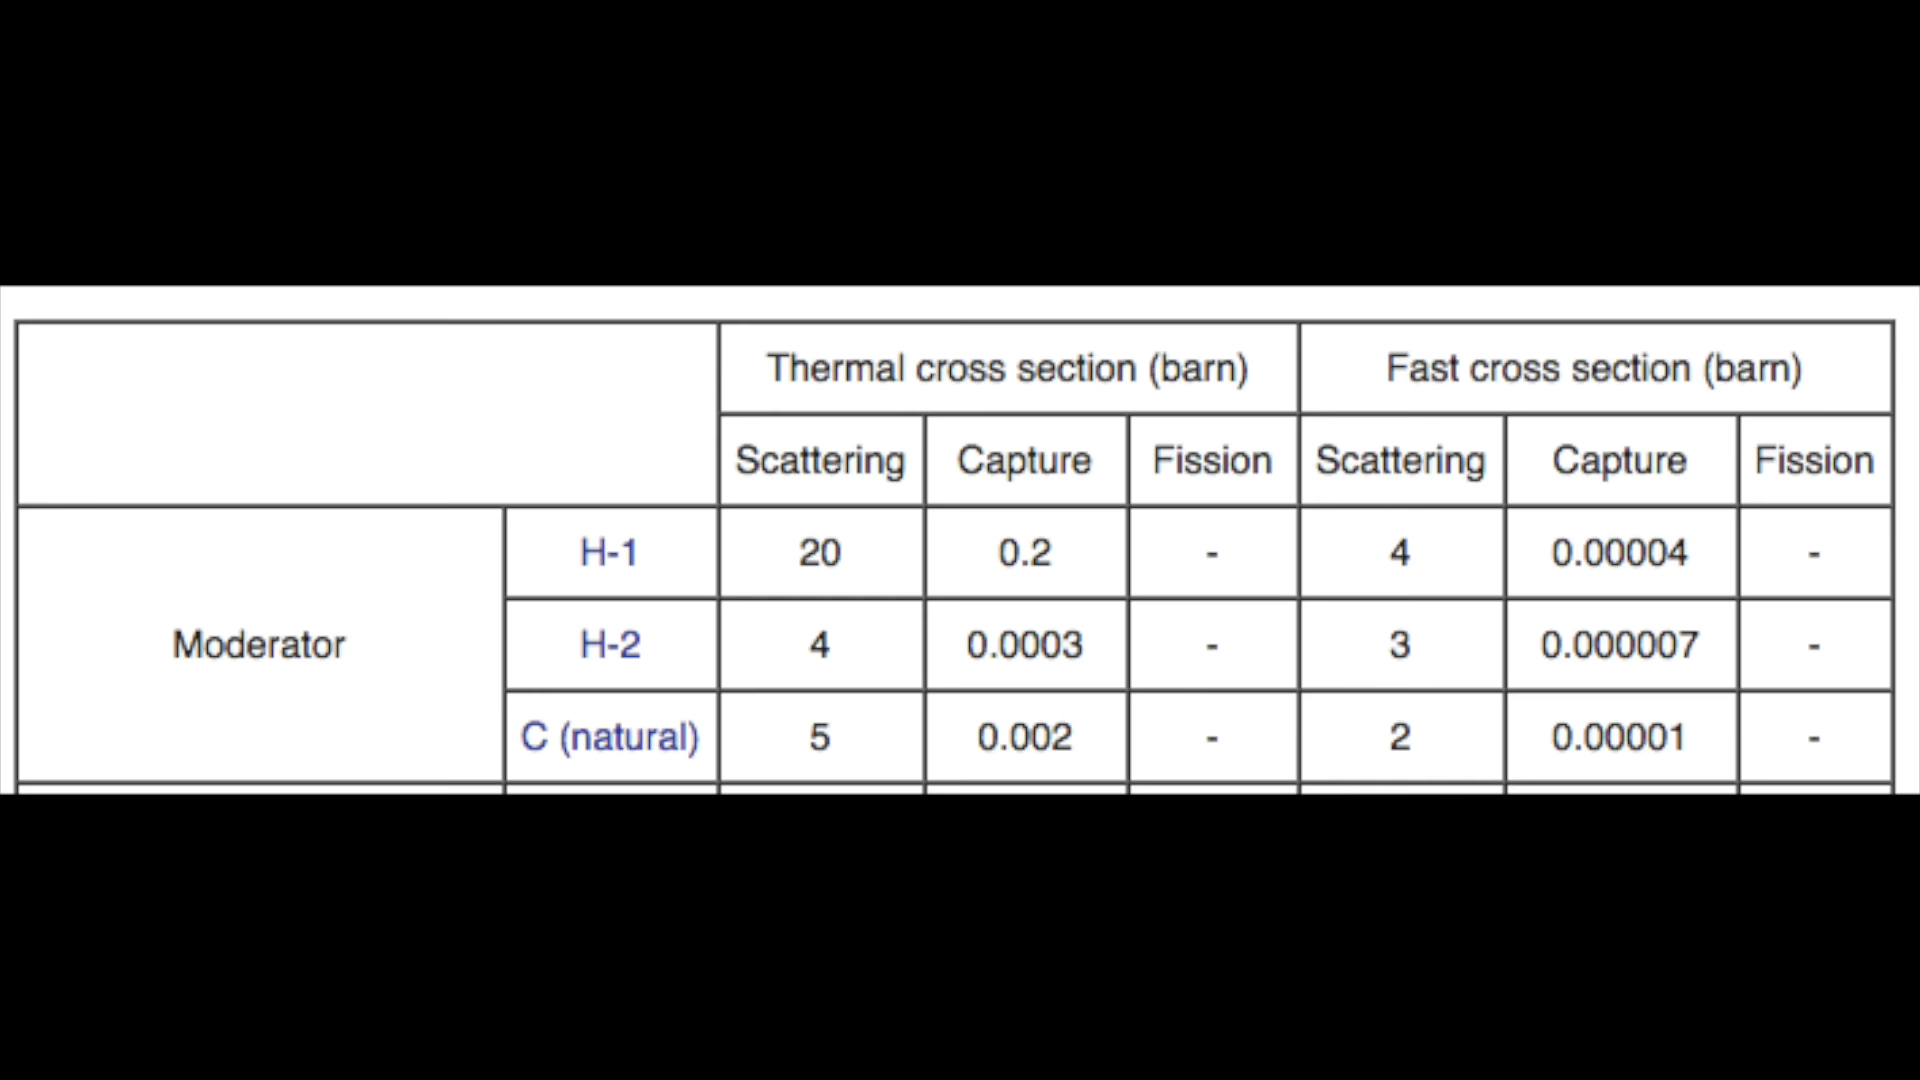 Thermal cross section (barn) Fast cross section (barn)
Scattering Capture Fission Scattering Capture Fission
Moderator
H-1 20 0.2 - 4 0.00004 -
H-2 4 0.0003 - 3 0.000007 -
C (natural) 5 0.002 - 2 0.00001 -